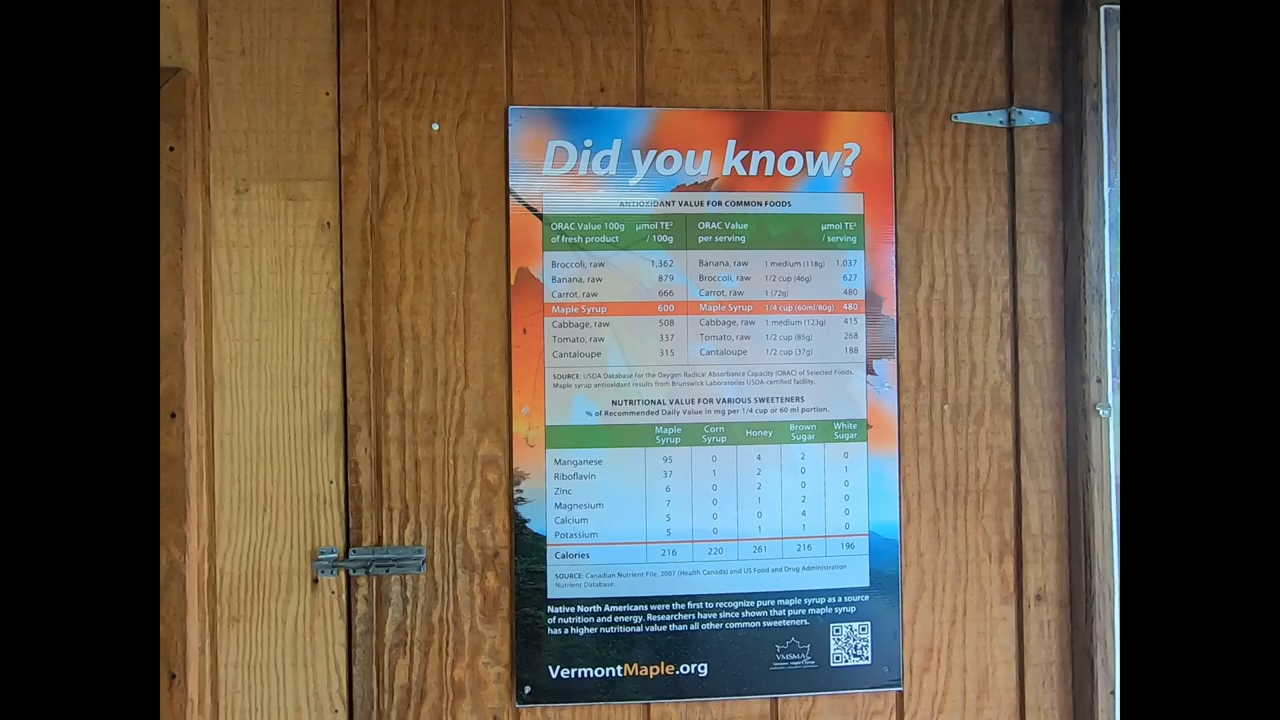 Did you know?
ANTIOXIDANT VALUE FOR COMMON FOODS
ORAC Value 100g of fresh product μmol TE² / 100g
Broccoli, raw 1,362
Banana, raw 879
Carrot, raw 666
Maple Syrup 600
Cabbage, raw 508
Tomato, raw 337
Cantaloupe 315
ORAC Value per serving μmol TE² / serving
Banana, raw 1 medium (118g) 1,037
Broccoli, raw 1/2 cup (46g) 627
Carrot, raw 1 (72g) 480
Maple Syrup 1/4 cup (60ml/80g) 480
Cabbage, raw 1 medium (123g) 415
Tomato, raw 1/2 cup (85g) 268
Cantaloupe 1/2 cup (37g) 188
SOURCE: USDA Database for the Oxygen Radical Absorbance Capacity (ORAC) of Selected Foods.
Maple syrup antioxidant results from Brunswick Laboratories USDA-certified facility.
NUTRITIONAL VALUE FOR VARIOUS SWEETENERS
% of Recommended Daily Value in mg per 1/4 cup or 60 ml portion.
Maple Syrup Corn Syrup Honey Brown Sugar White Sugar
Manganese 95 0 4 2 0
Riboflavin 37 1 2 0 1
Zinc 6 0 2 0 0
Magnesium 7 0 1 2 0
Calcium 5 0 0 4 0
Potassium 5 0 1 1 0
Calories 216 220 261 216 196
SOURCE: Canadian Nutrient File, 2007 (Health Canada) and US Food and Drug Administration
Nutrient Database.
Native North Americans were the first to recognize pure maple syrup as a source
of nutrition and energy. Researchers have since shown that pure maple syrup
has a higher nutritional value than all other common sweeteners.
VMSMA
VermontMaple.org